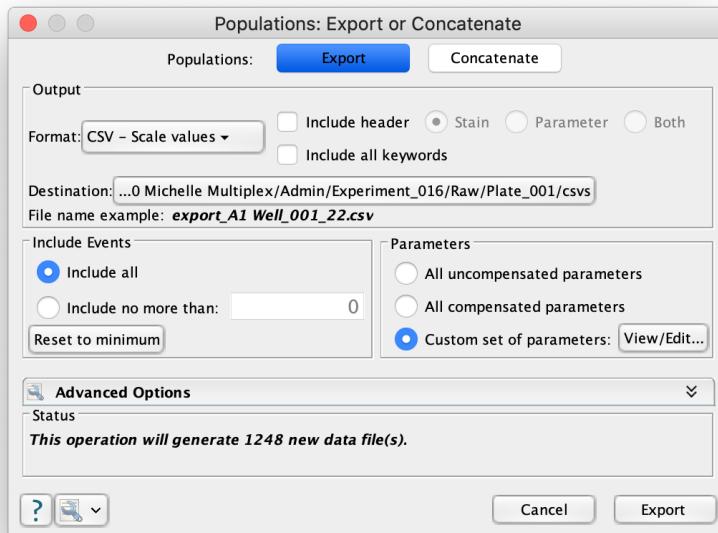 Populations: Export or Concatenate
Populations: Export Concatenate
Output
Format: CSV – Scale values Include header Stain Parameter Both
Include all keywords
Destination: ...0 Michelle Multiplex/Admin/Experiment_016/Raw/Plate_001/csvs
File name example: export_A1 Well_001_22.csv
Include Events
Include all
Include no more than: 0
Reset to minimum
Parameters
All uncompensated parameters
All compensated parameters
Custom set of parameters: View/Edit...
Advanced Options
Status
This operation will generate 1248 new data file(s).
? Cancel Export